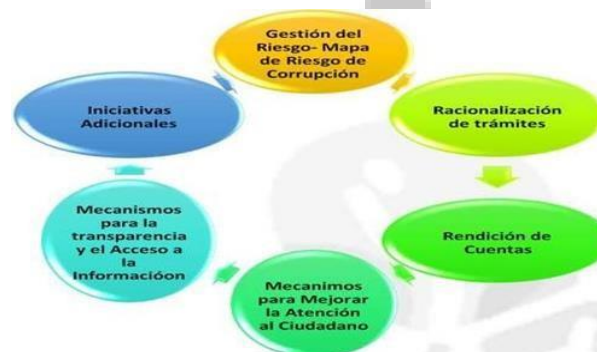 Gestión del
Riesgo- Mapa
de Riesgo de
Corrupción
Racionalización
de trámites
Rendición de
Cuentas
Mecanimos
para Mejorar
la Atención
al Ciudadano
Mecanismos
para la
transparencia
y el Acceso a
la
Informacióon
Iniciativas
Adicionales